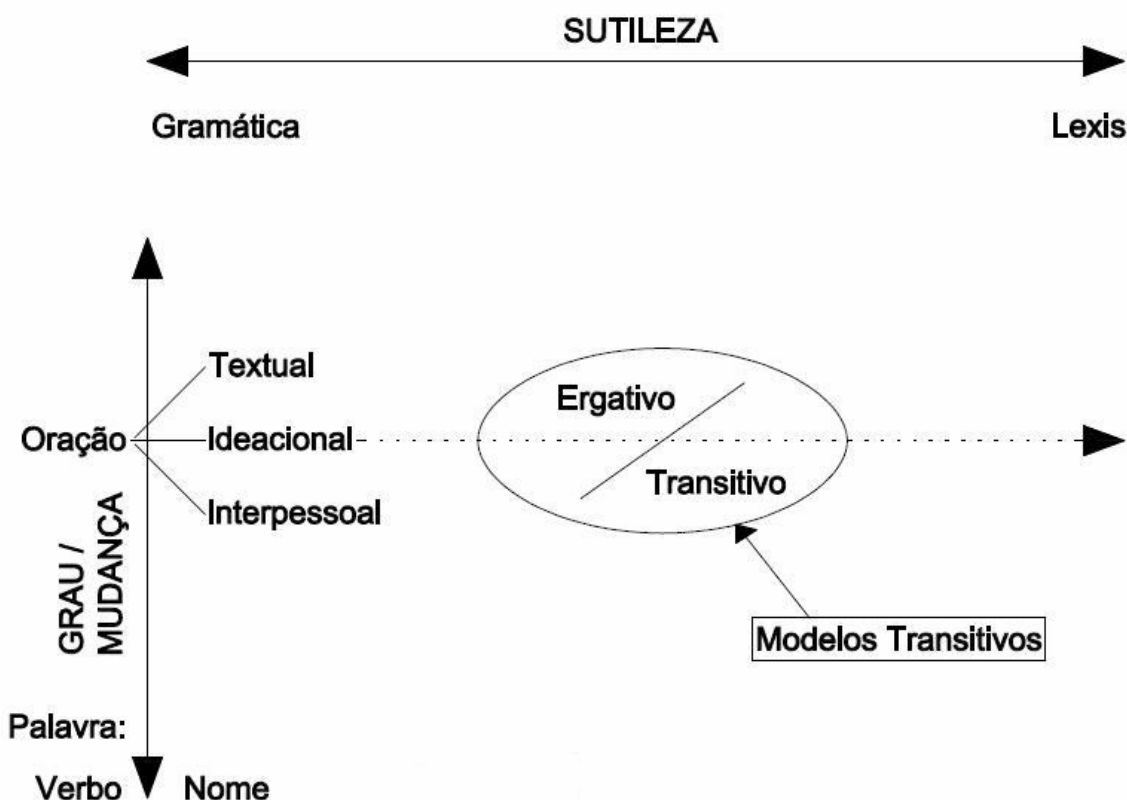 SUTILEZA
Gramática
Lexis
Textual
Ergativo
Oração
Ideacional
Transitivo
Interpessoal
GRAU /
MUDANÇA
Modelos Transitivos
Palavra:
Verbo
Nome